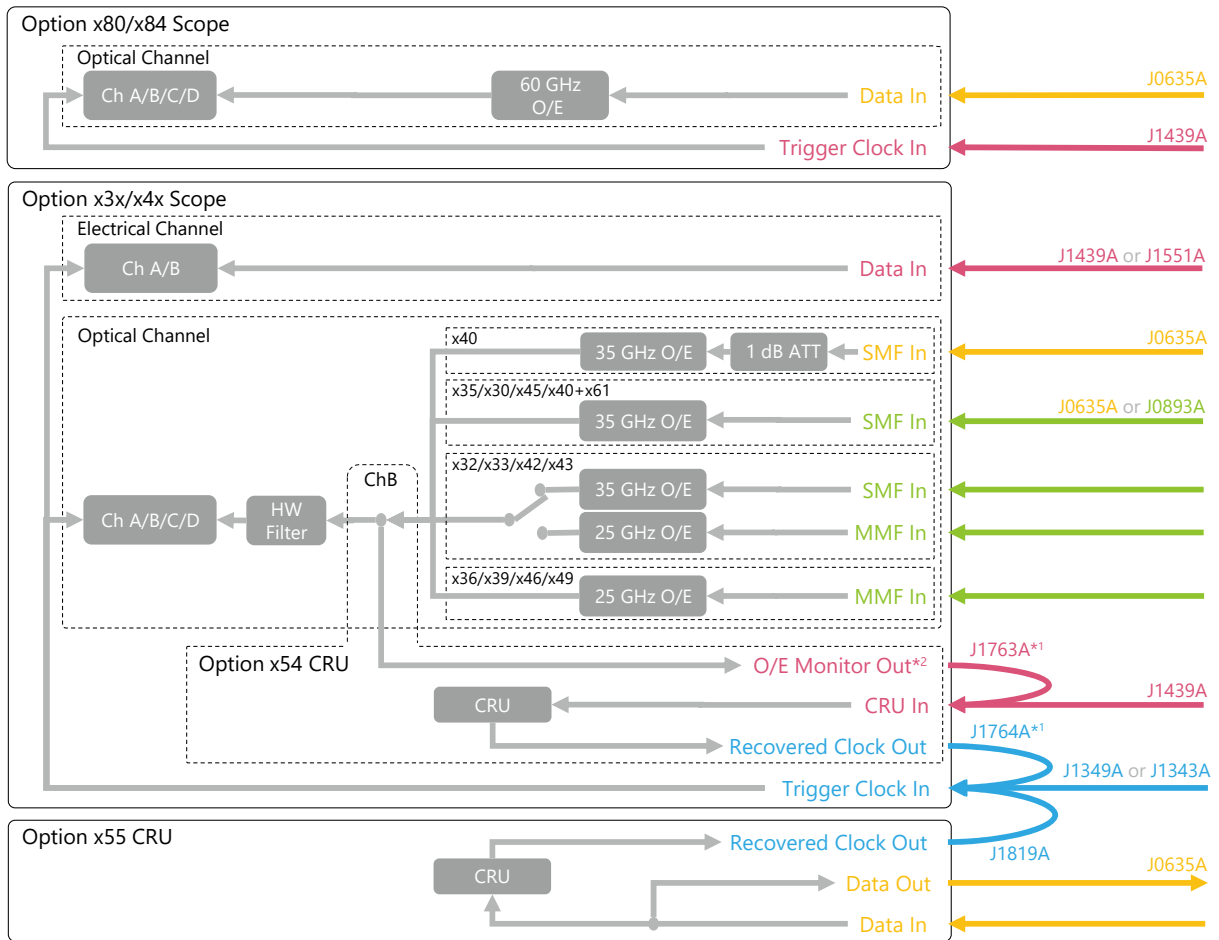 Option x80/x84 Scope
Optical Channel
Ch A/B/C/D
60 GHz
O/E
Data In
J0635A
Trigger Clock In
J1439A
Option x3x/x4x Scope
Electrical Channel
Ch A/B
Data In
J1439A or J1551A
Optical Channel
x40
35 GHz O/E
1 dB ATT
SMF In
J0635A
x35/x30/x45/x40+x61
35 GHz O/E
SMF In
J0635A or J0893A
x32/x33/x42/x43
ChB
35 GHz O/E
SMF In
Ch A/B/C/D
HW
Filter
25 GHz O/E
MMF In
x36/x39/x46/x49
25 GHz O/E
MMF In
Option x54 CRU
O/E Monitor Out*2
J1763A*1
CRU
CRU In
J1439A
Recovered Clock Out
J1764A*1
Trigger Clock In
J1349A or J1343A
Option x55 CRU
Recovered Clock Out
J1819A
CRU
Data Out
J0635A
Data In